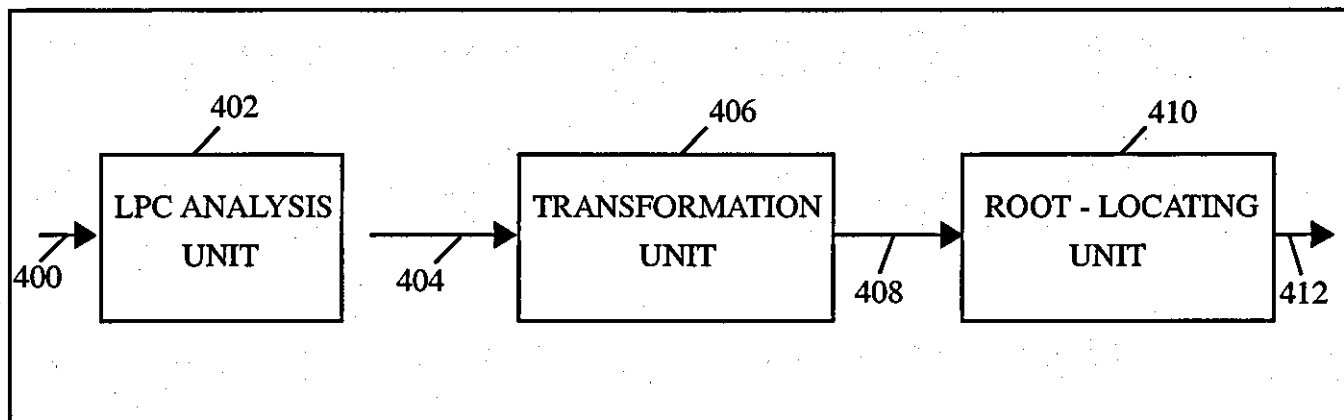 402
406
410
LPC ANALYSIS
UNIT
TRANSFORMATION
UNIT
ROOT - LOCATING
UNIT
400
404
408
412